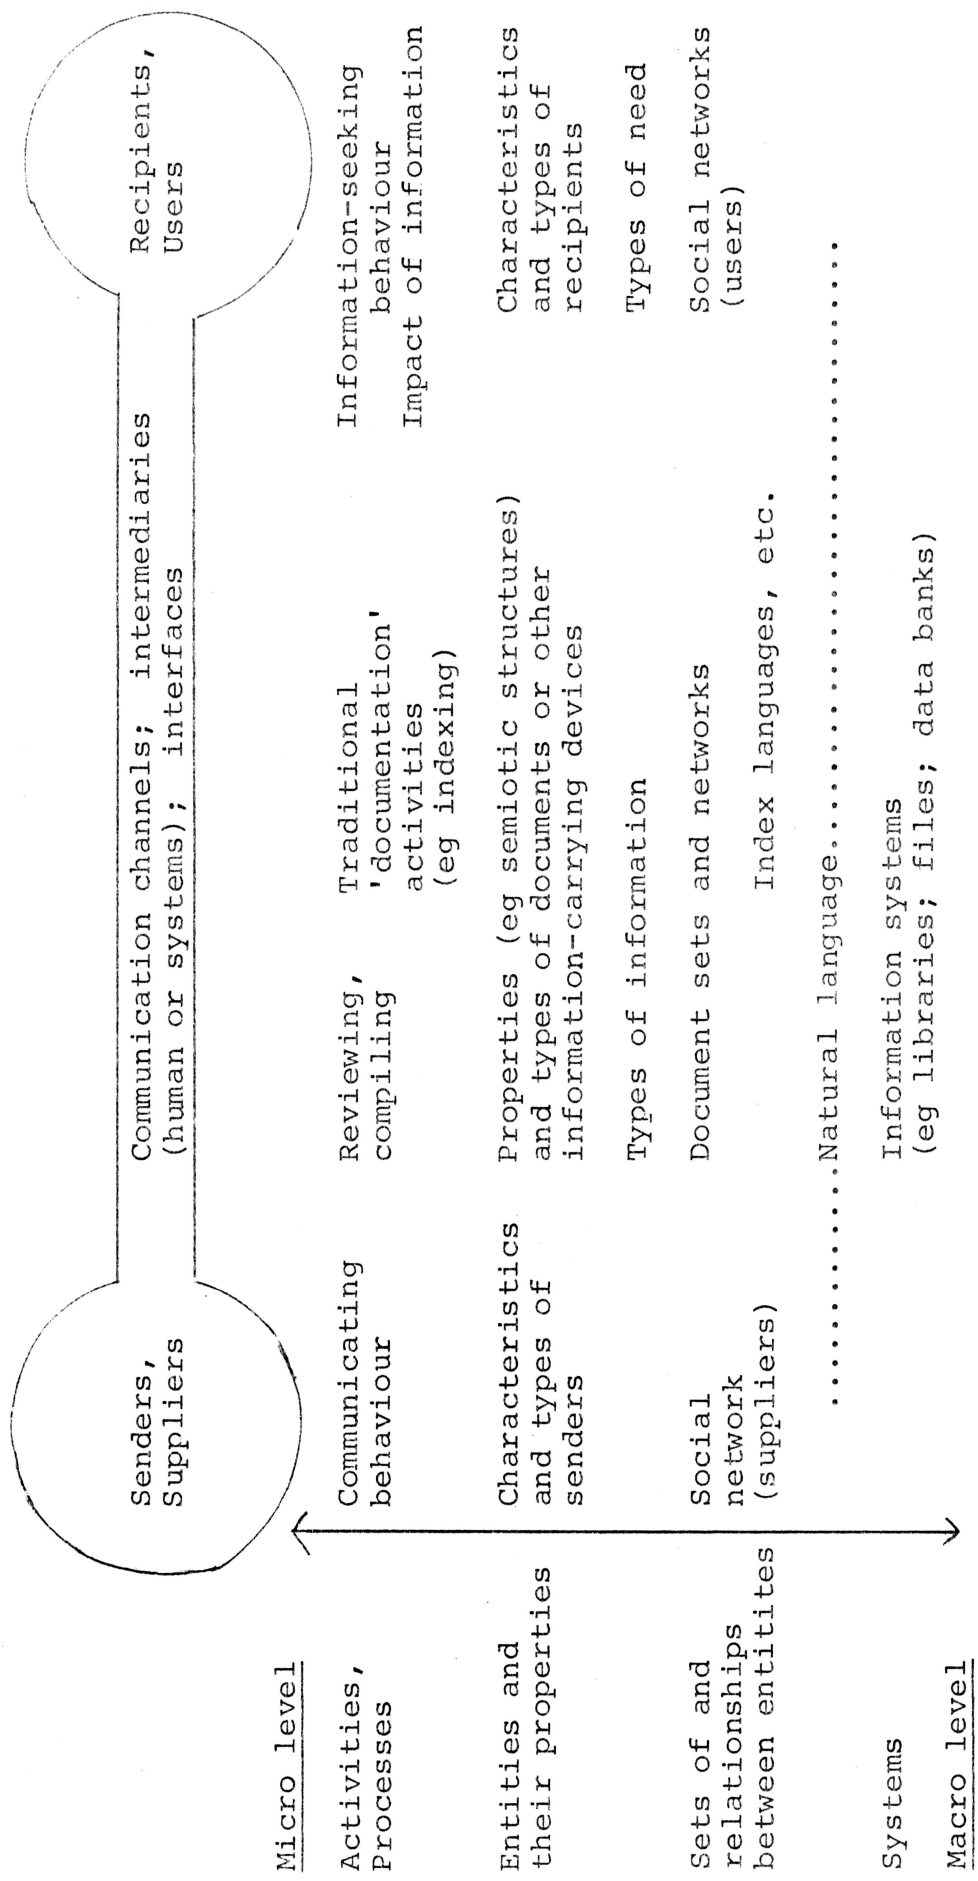 Senders,
Suppliers
Communication channels; intermediaries
(human or systems); interfaces
Recipients,
Users
Micro level
Activities,
Processes
Communicating
behaviour
Reviewing,
compiling
Traditional
'documentation'
activities
(eg indexing)
Information-seeking
behaviour
Impact of information
Entities and
their properties
Characteristics
and types of
senders
Properties (eg semiotic structures)
and types of documents or other
information-carrying devices
Types of information
Characteristics
and types of
recipients
Types of need
Sets of and
relationships
between entitites
Social
network
(suppliers)
Document sets and networks
Index languages, etc.
Social networks
(users)
..............Natural language........................................
Systems
Information systems
(eg libraries; files; data banks)
Macro level